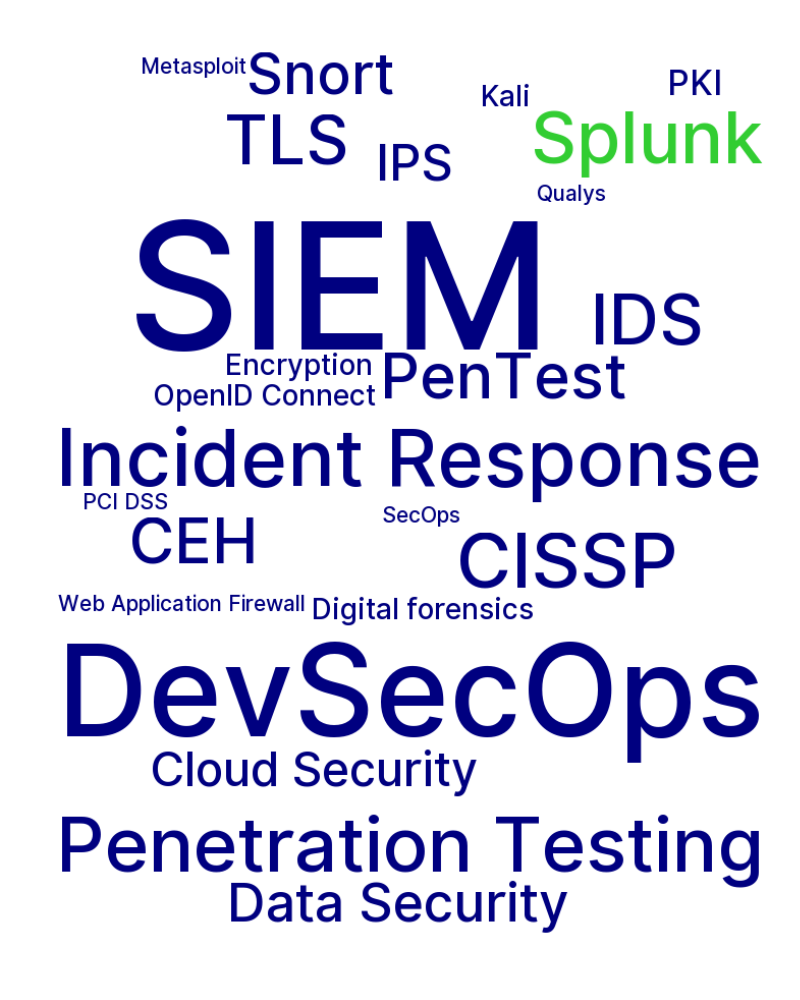 Metasploit
Snort
Kali
PKI
TLS
IPS
Splunk
Qualys
SIEM
IDS
Encryption
PenTest
OpenID Connect
Incident Response
PCI DSS
SecOps
CEH
CISSP
Web Application Firewall
Digital forensics
DevSecOps
Cloud Security
Penetration Testing
Data Security